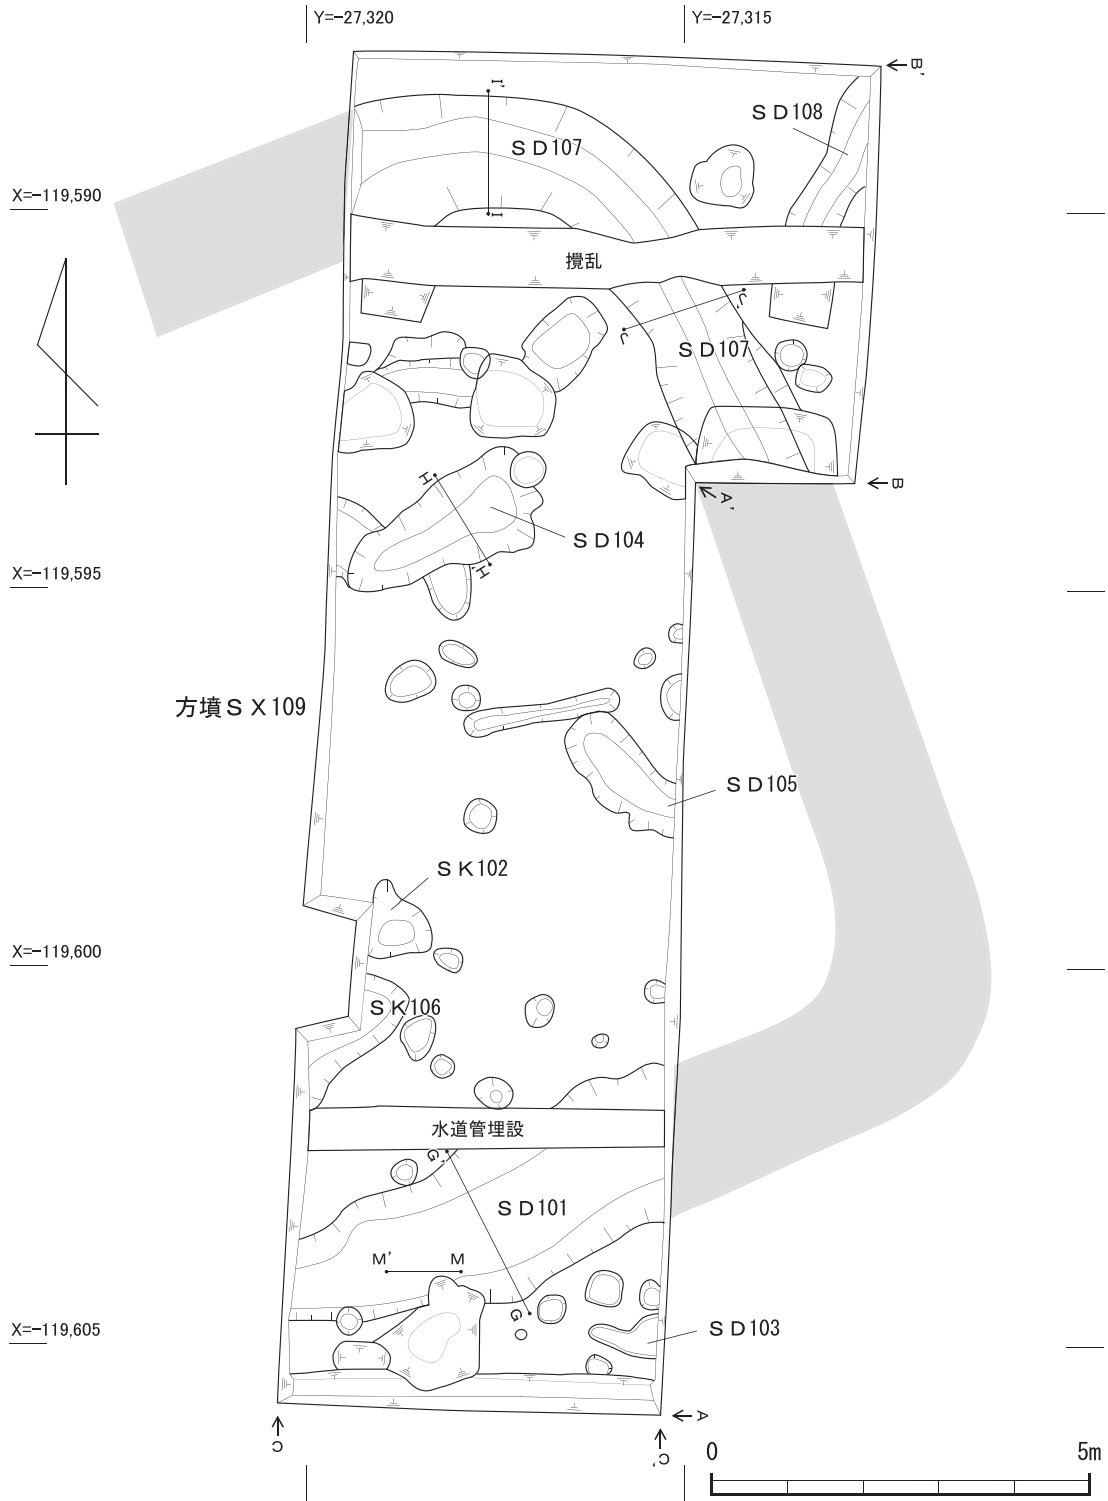 Y=−27,320
Y=−27,315
B'
I'
SD108
SD107
X=−119,590
I
攪乱
J'
J
SD107
H
B
A'
SD104
H'
X=−119,595
方墳SX109
SD105
SK102
X=−119,600
SK106
水道管埋設
G'
SD101
M'
M
G
X=−119,605
SD103
A
C
C'
0
5m